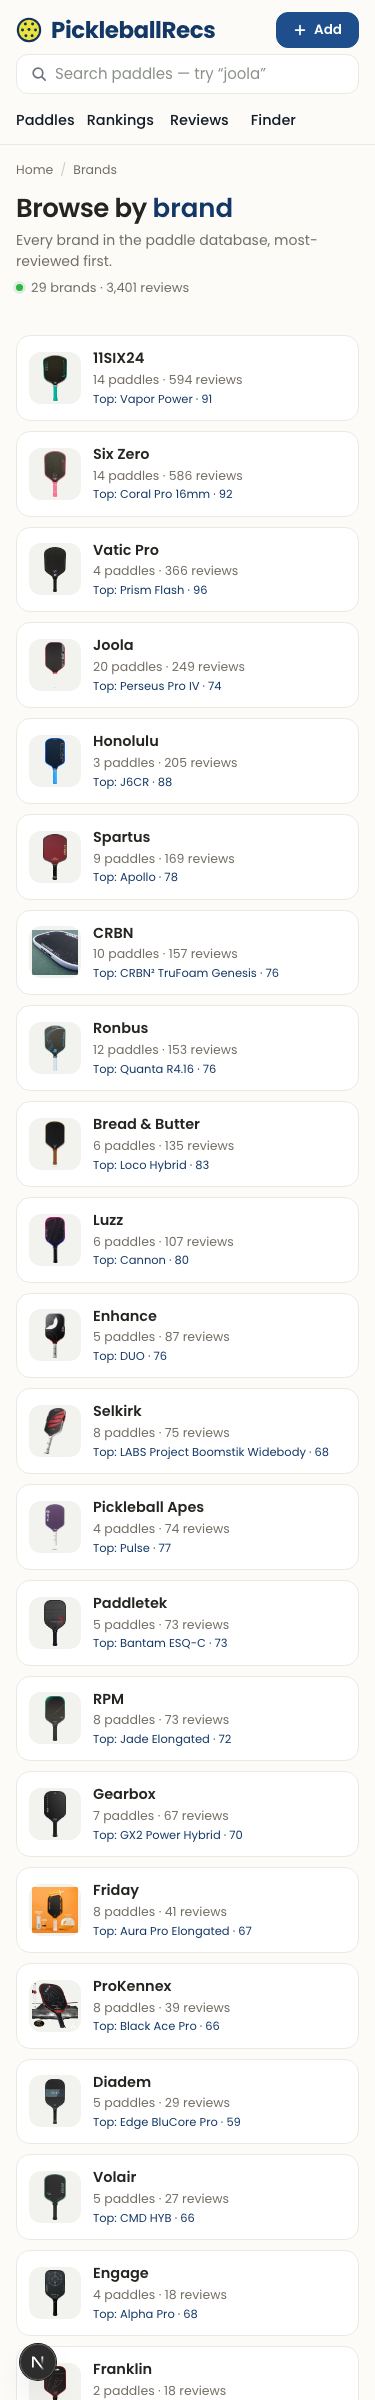 PickleballRecs
+ Add
Search paddles — try “joola”
Paddles Rankings Reviews Finder
Home / Brands
Browse by brand
Every brand in the paddle database, most-
reviewed first.
29 brands · 3,401 reviews
11SIX24
14 paddles · 594 reviews
Top: Vapor Power · 91
Six Zero
14 paddles · 586 reviews
Top: Coral Pro 16mm · 92
Vatic Pro
4 paddles · 366 reviews
Top: Prism Flash · 96
Joola
20 paddles · 249 reviews
Top: Perseus Pro IV · 74
Honolulu
3 paddles · 205 reviews
Top: J6CR · 88
Spartus
9 paddles · 169 reviews
Top: Apollo · 78
CRBN
10 paddles · 157 reviews
Top: CRBN² TruFoam Genesis · 76
Ronbus
12 paddles · 153 reviews
Top: Quanta R4.16 · 76
Bread & Butter
6 paddles · 135 reviews
Top: Loco Hybrid · 83
Luzz
6 paddles · 107 reviews
Top: Cannon · 80
Enhance
5 paddles · 87 reviews
Top: DUO · 76
Selkirk
8 paddles · 75 reviews
Top: LABS Project Boomstik Widebody · 68
Pickleball Apes
4 paddles · 74 reviews
Top: Pulse · 77
Paddletek
5 paddles · 73 reviews
Top: Bantam ESQ-C · 73
RPM
8 paddles · 73 reviews
Top: Jade Elongated · 72
Gearbox
7 paddles · 67 reviews
Top: GX2 Power Hybrid · 70
Friday
8 paddles · 41 reviews
Top: Aura Pro Elongated · 67
ProKennex
8 paddles · 39 reviews
Top: Black Ace Pro · 66
Diadem
5 paddles · 29 reviews
Top: Edge BluCore Pro · 59
Volair
5 paddles · 27 reviews
Top: CMD HYB · 66
Engage
4 paddles · 18 reviews
Top: Alpha Pro · 68
N
Franklin
2 paddles · 18 reviews